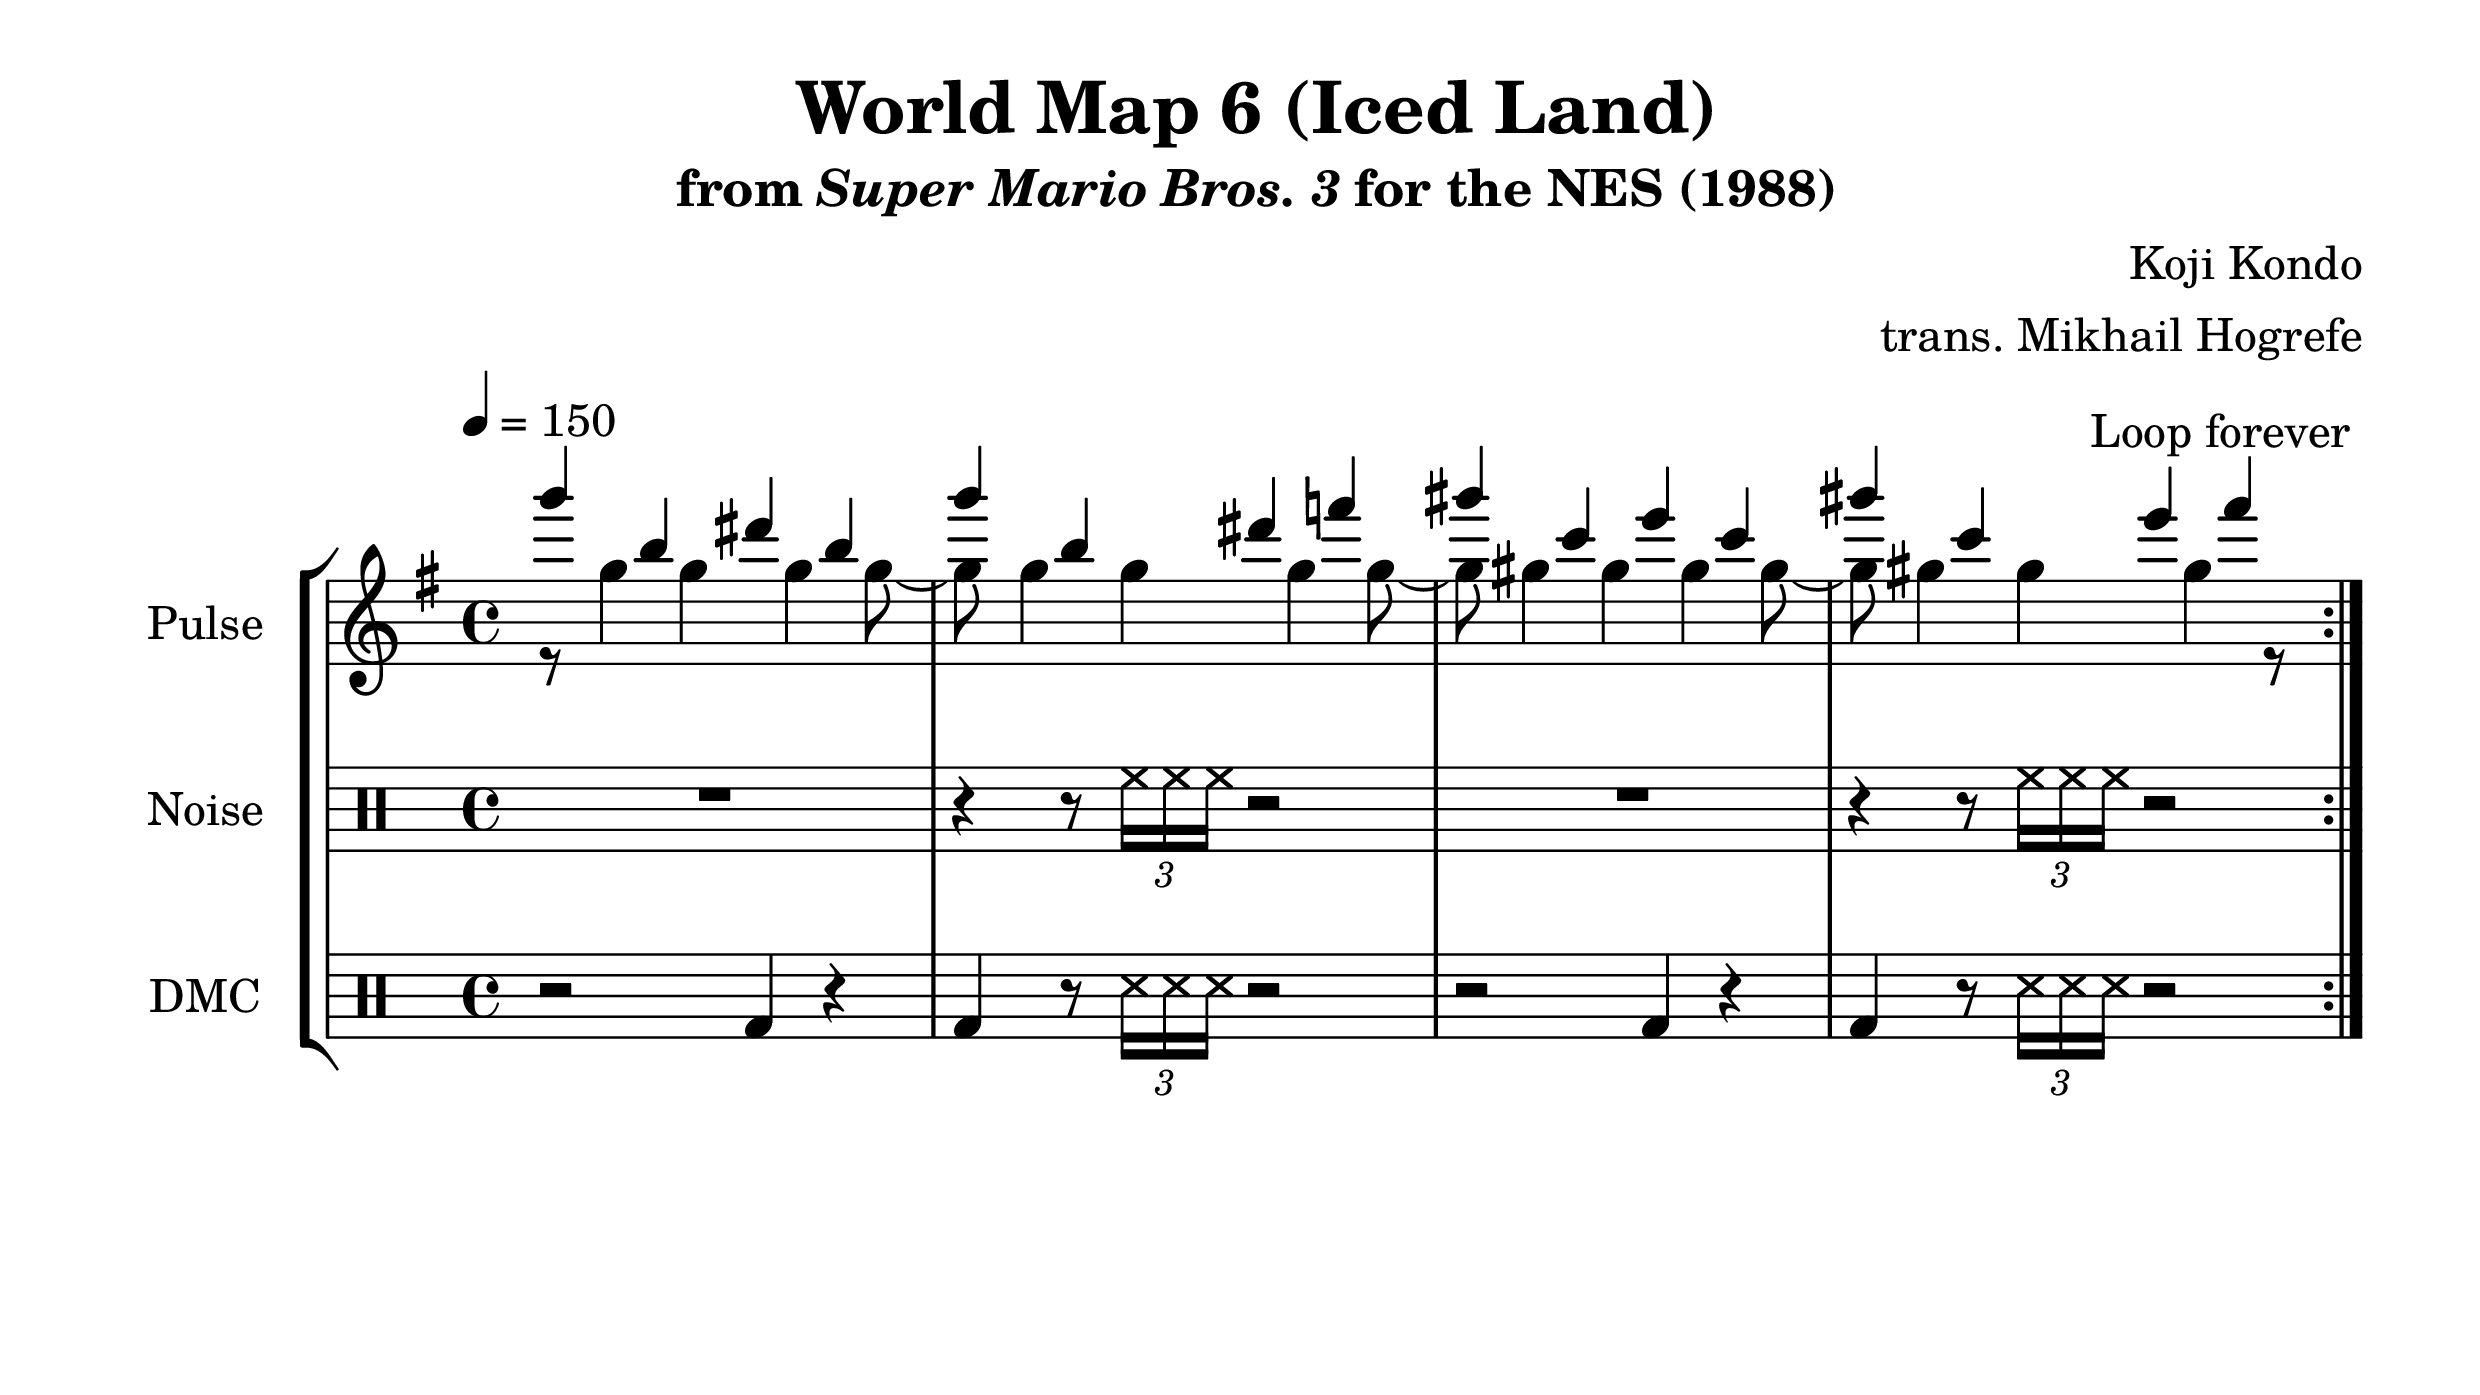 World Map 6 (Iced Land)
from Super Mario Bros. 3 for the NES (1988)
Koji Kondo
trans. Mikhail Hogrefe
= 150
Loop forever
Pulse
Noise
3
3
DMC
3
3